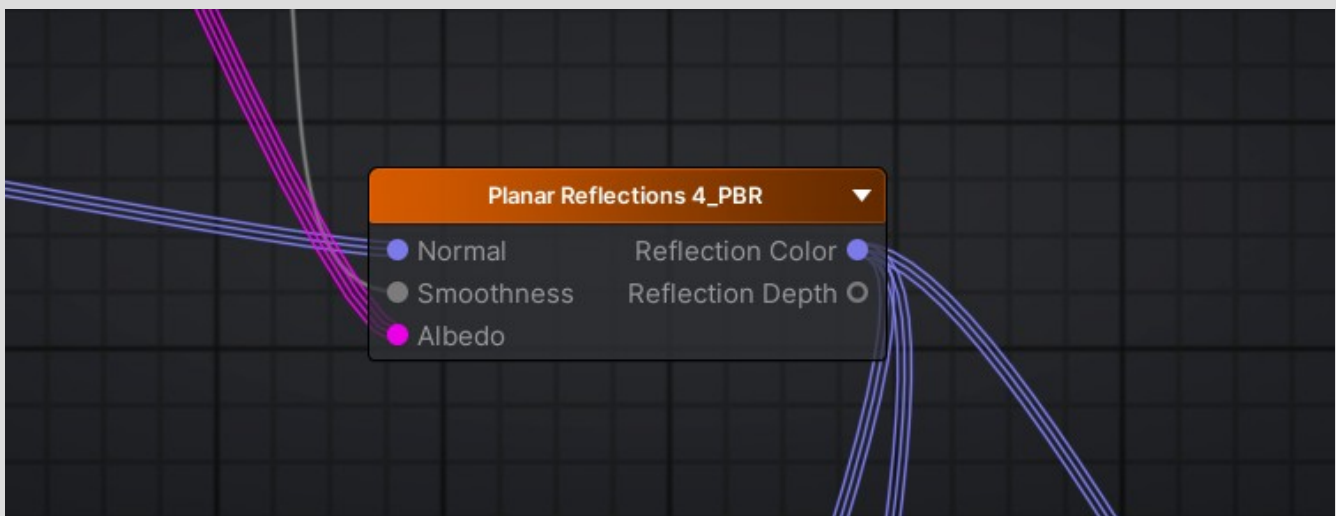 Planar Reflections 4_PBR
Normal Reflection Color
Smoothness Reflection Depth
Albedo